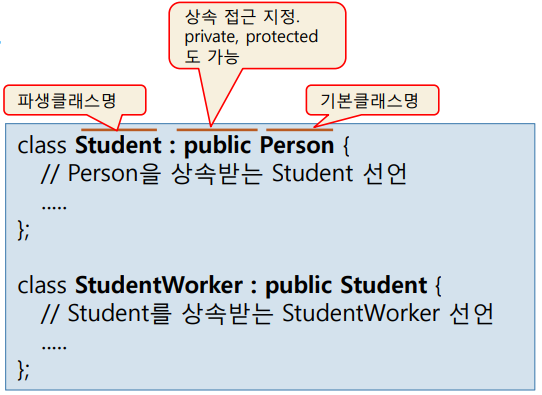 상속 접근 지정.
private, protected
도 가능
파생클래스명
기본클래스명
class Student : public Person {
// Person을 상속받는 Student 선언
.....
};
class StudentWorker : public Student {
// Student를 상속받는 StudentWorker 선언
.....
};